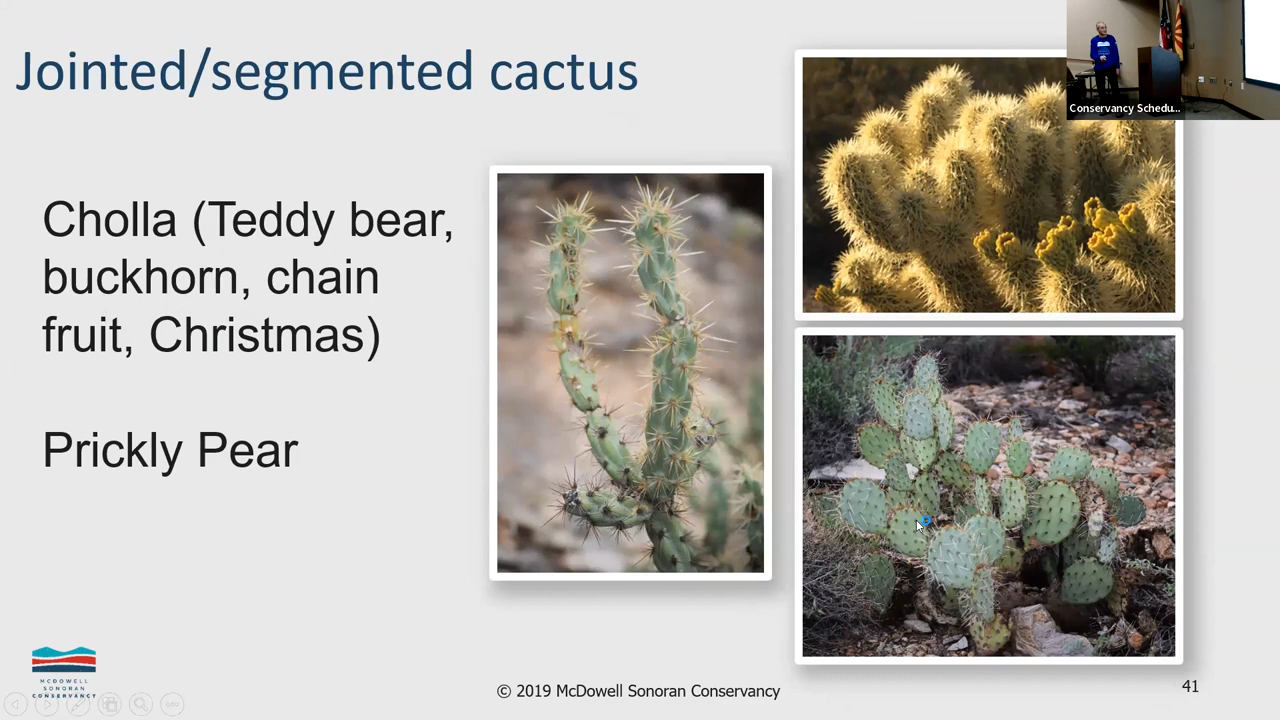 Jointed/segmented cactus
Conservancy Schedu...
Cholla (Teddy bear,
buckhorn, chain
fruit, Christmas)
Prickly Pear
MCDOWELL
SONORAN
CONSERVANCY
© 2019 McDowell Sonoran Conservancy
41